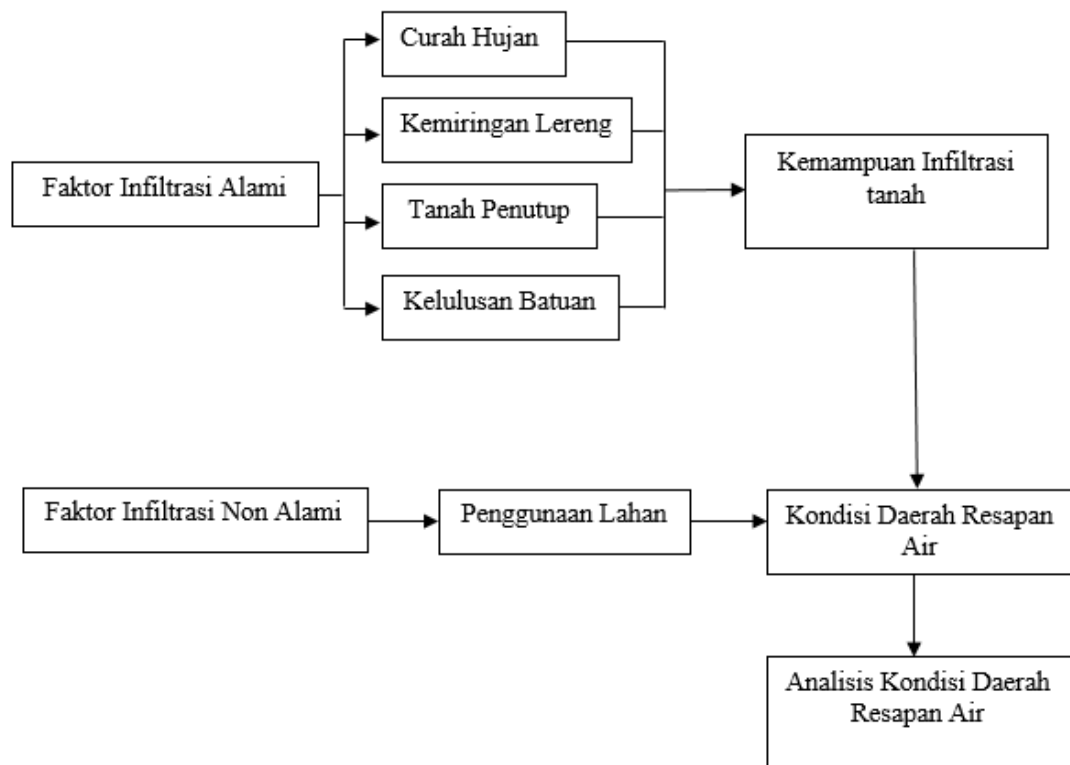 Curah Hujan
Kemiringan Lereng
Faktor Infiltrasi Alami
Tanah Penutup
Kelulusan Batuan
Kemampuan Infiltrasi
tanah
Faktor Infiltrasi Non Alami
Penggunaan Lahan
Kondisi Daerah Resapan
Air
Analisis Kondisi Daerah
Resapan Air